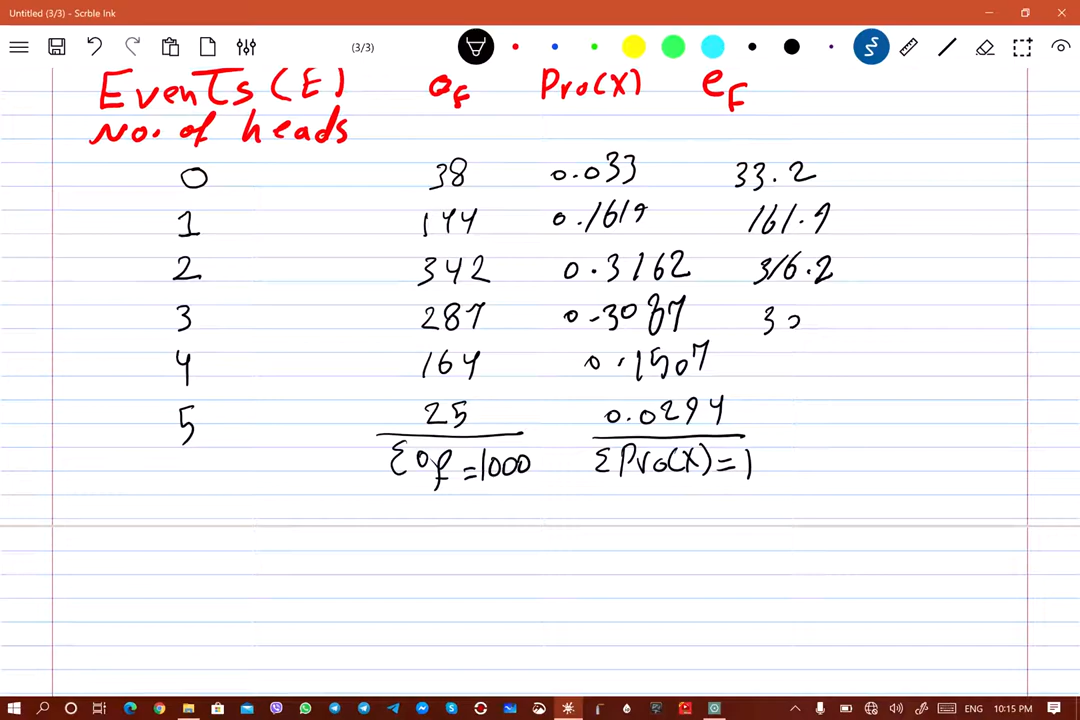 Untitled (3/3) - Scrble Ink
(3/3)
Events (E) of Pro(X) ef
No. of heads
0 38 0.033 33.2
1 144 0.1619 161.9
2 342 0.3162 316.2
3 287 0.3087 30
4 164 0.1507
5 25 0.0294
Σof=1000 ΣPro(X)=1
ENG 10:15 PM